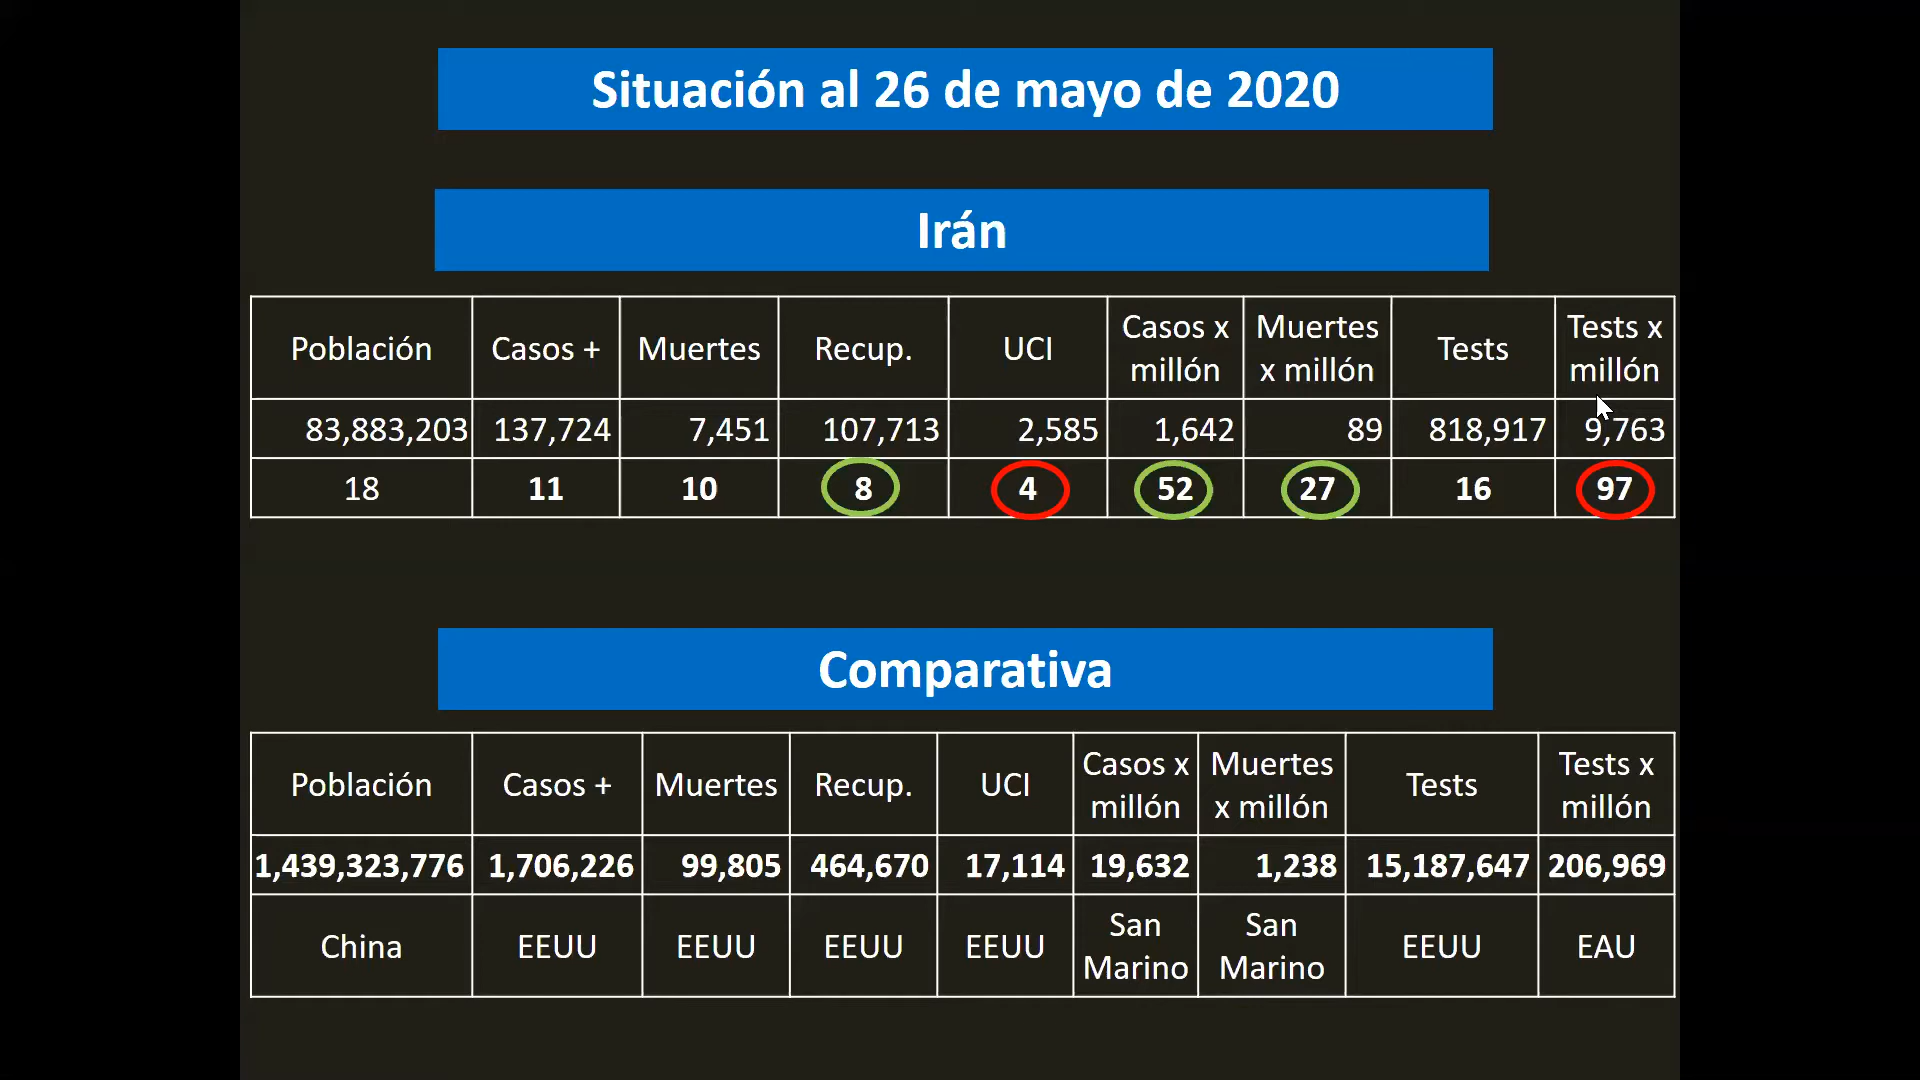 Situación al 26 de mayo de 2020
Irán
Población Casos + Muertes Recup. UCI Casos x millón Muertes x millón Tests Tests x millón
83,883,203 137,724 7,451 107,713 2,585 1,642 89 818,917 9,763
18 11 10 8 4 52 27 16 97
Comparativa
Población Casos + Muertes Recup. UCI Casos x millón Muertes x millón Tests Tests x millón
1,439,323,776 1,706,226 99,805 464,670 17,114 19,632 1,238 15,187,647 206,969
China EEUU EEUU EEUU EEUU San Marino San Marino EEUU EAU